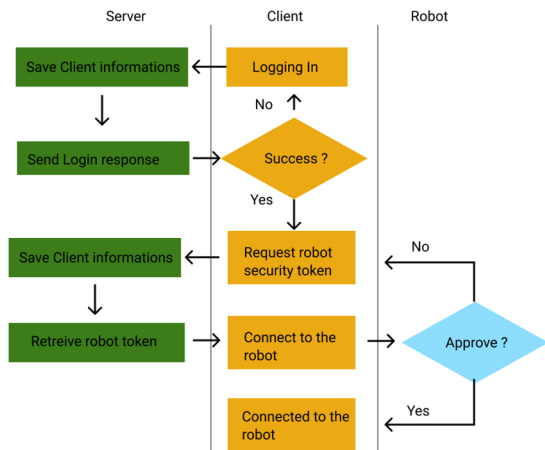 Server
Client
Robot
Save Client informations
Logging In
No
Send Login response
Success ?
Yes
Request robot
security token
No
Save Client informations
Retreive robot token
Connect to the
robot
Approve ?
Connected to the
robot
Yes